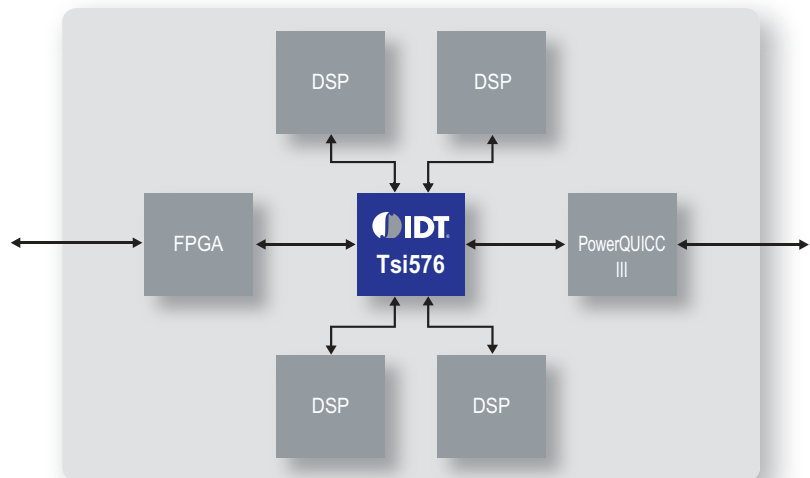 DSP
DSP
FPGA
IDT
Tsi576
PowerQUICC
III
DSP
DSP